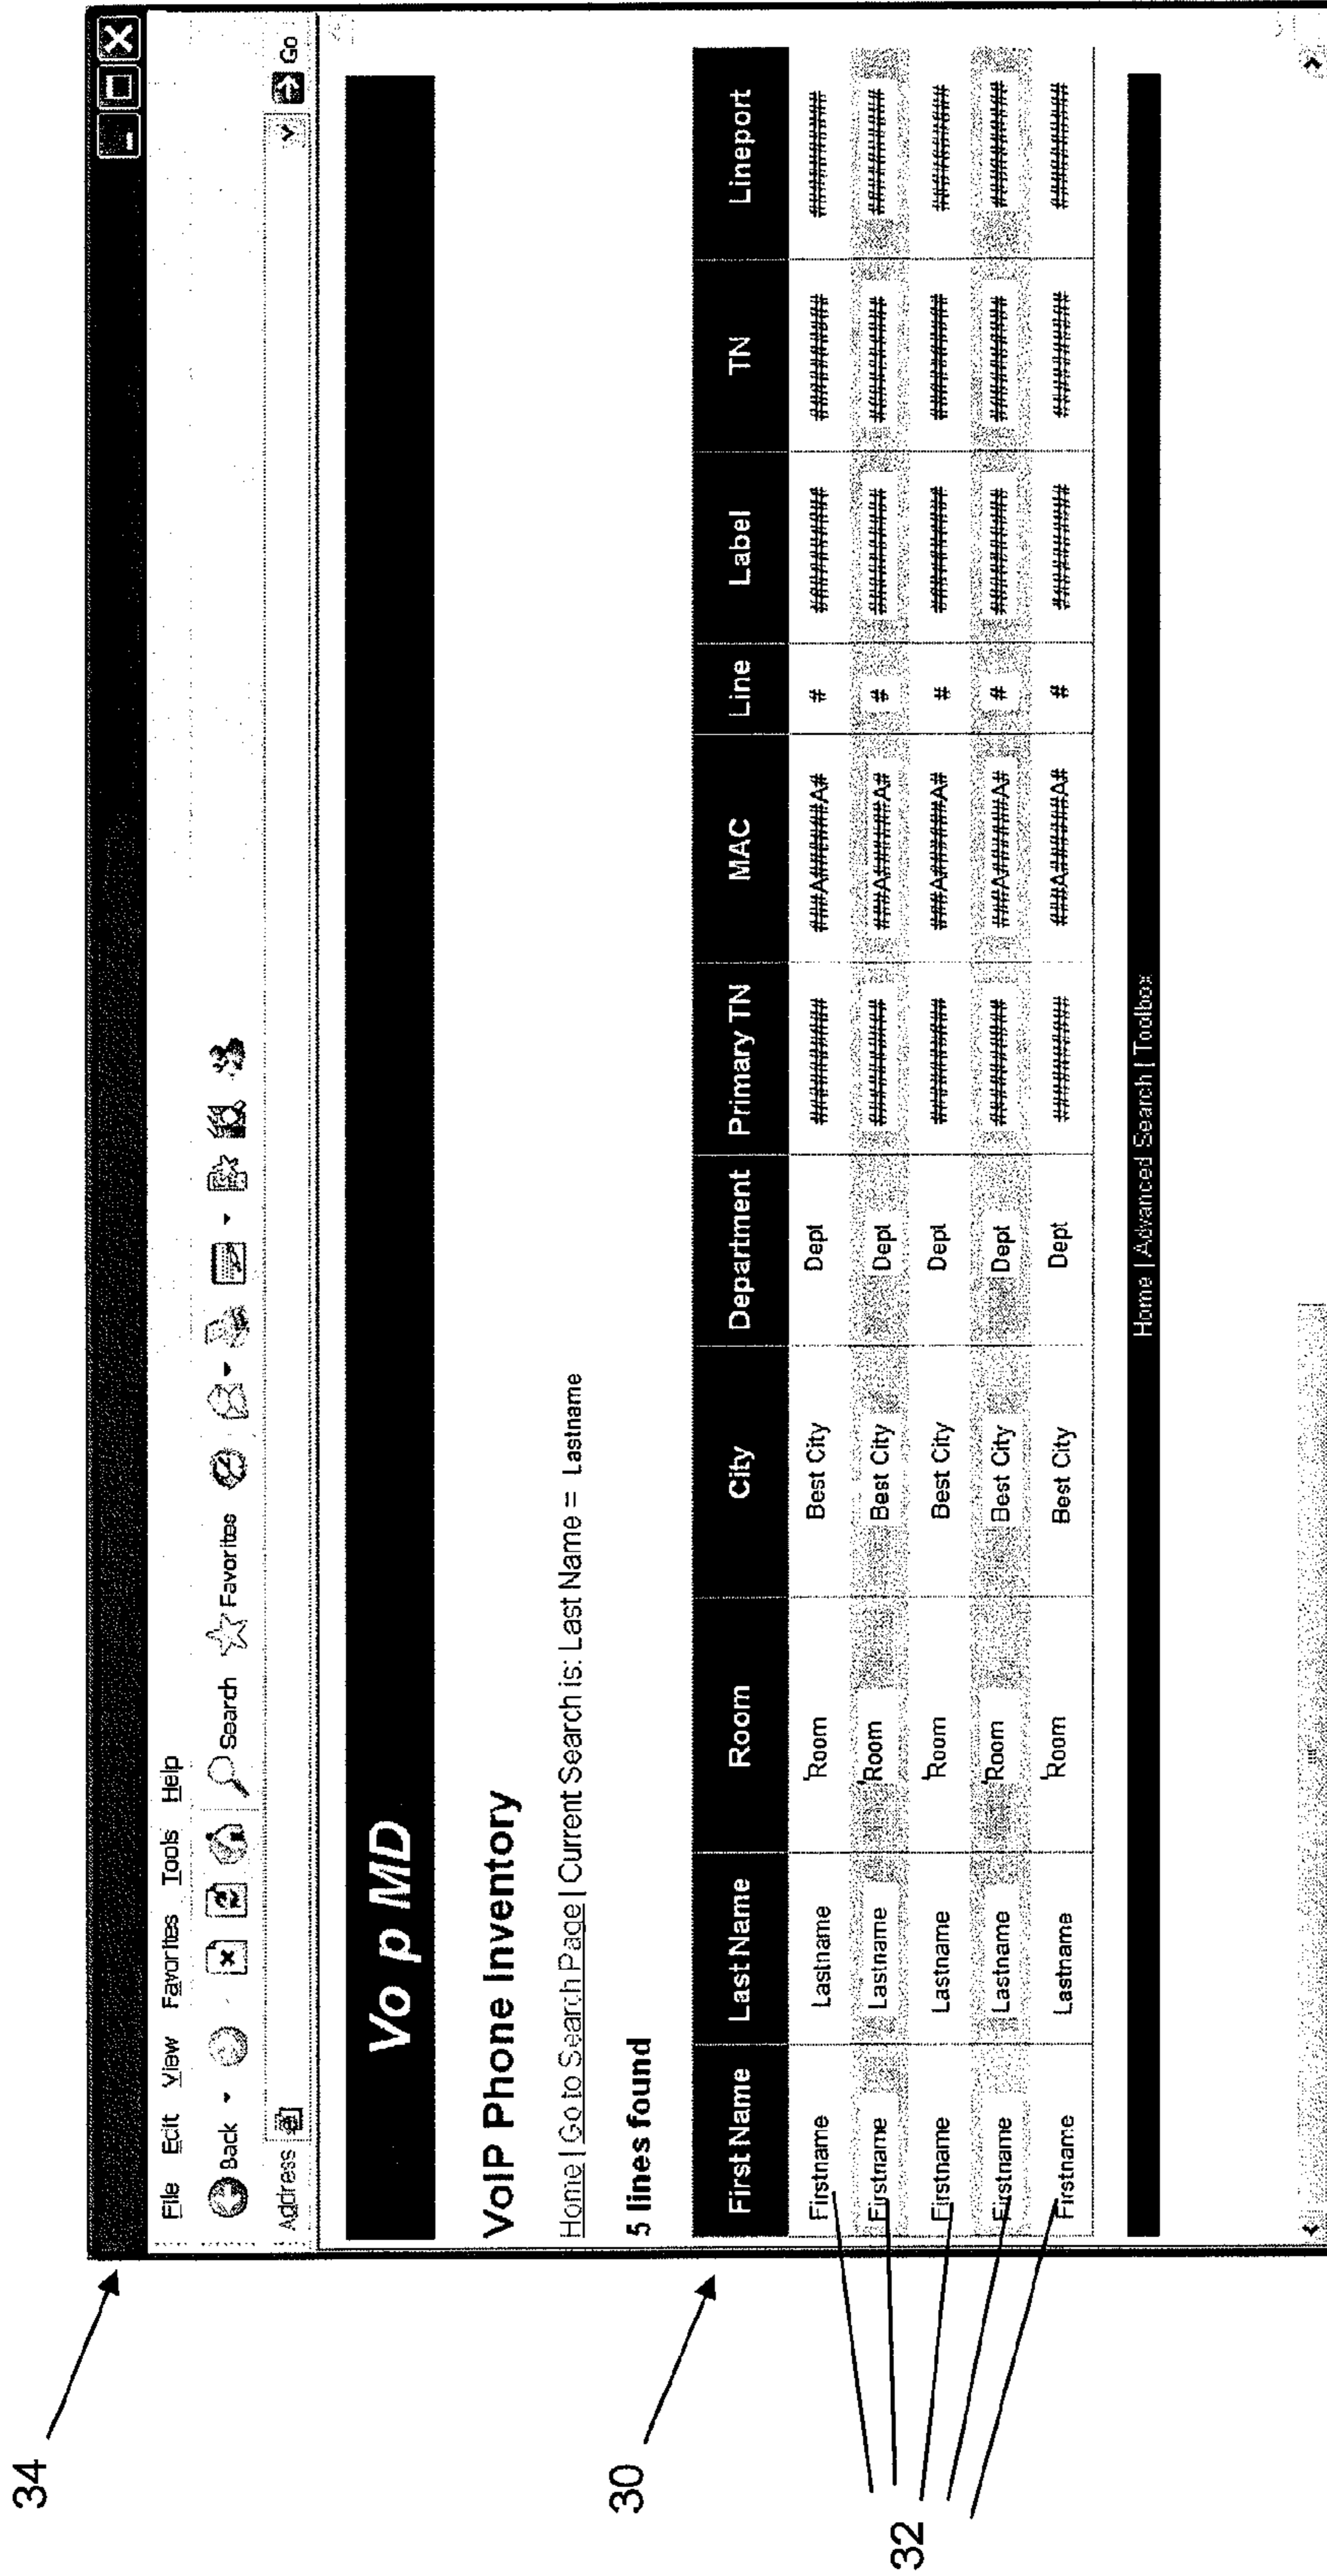 34
File Edit View Favorites Tools Help
Back Search Favorites
Address Go
Vo p MD
VoIP Phone Inventory
Home | Go to Search Page | Current Search is: Last Name = Lastname
5 lines found
30
First Name Last Name Room City Department Primary TN MAC Line Label TN Lineport
Firstname Lastname 'Room Best City Dept ########## ###A######A# # ########## ########## ##########
Firstname Lastname 'Room Best City Dept ########## ###A######A# # ########## ########## ##########
Firstname Lastname 'Room Best City Dept ########## ###A######A# # ########## ########## ##########
Firstname Lastname 'Room Best City Dept ########## ###A######A# # ########## ########## ##########
Firstname Lastname 'Room Best City Dept ########## ###A######A# # ########## ########## ##########
32
Home | Advanced Search | Toolbox